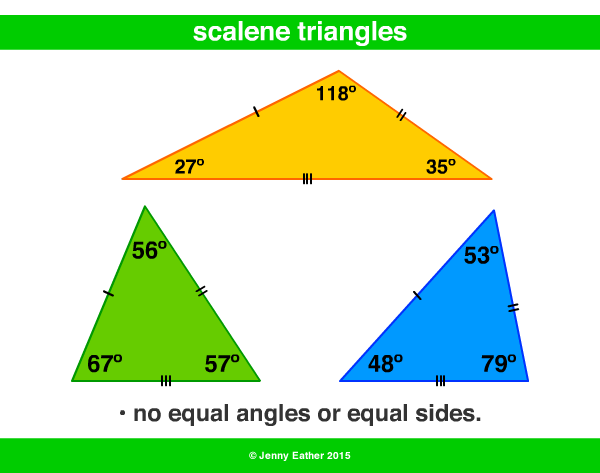 scalene triangles
118º
27º
35º
56º
67º
57º
53º
48º
79º
• no equal angles or equal sides.
© Jenny Eather 2015